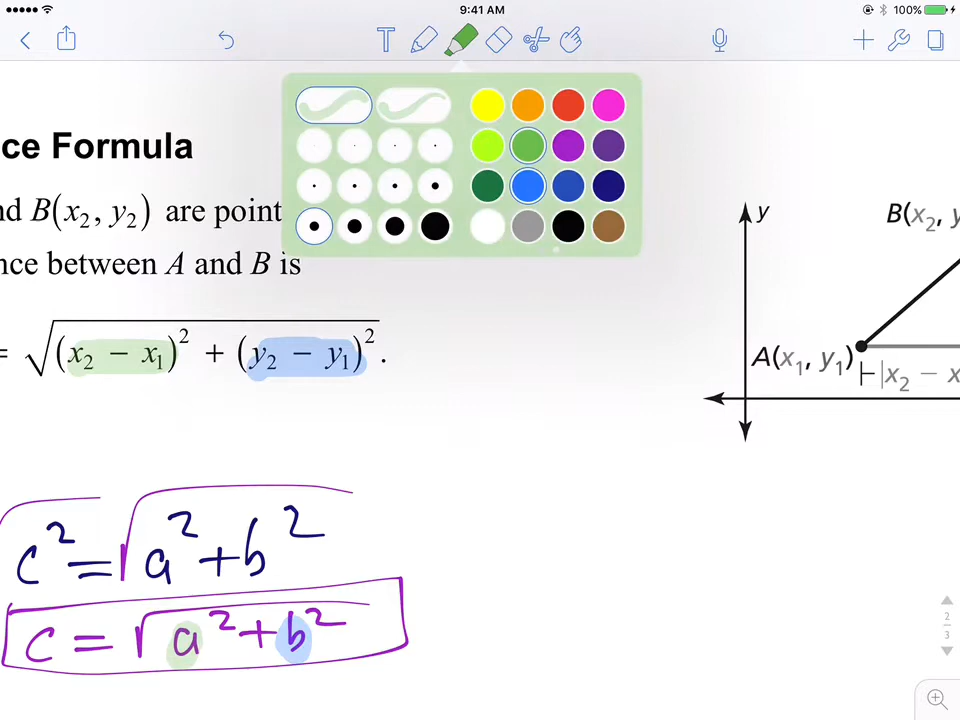 9:41 AM
100%
T
ce Formula
nd B(x₂, y₂) are point
nce between A and B is
= √(x₂ − x₁)² + (y₂ − y₁)².
y
B(x₂, y
A(x₁, y₁)
|x₂ − x
c² = √a² + b²
c = √a² + b²
2
3